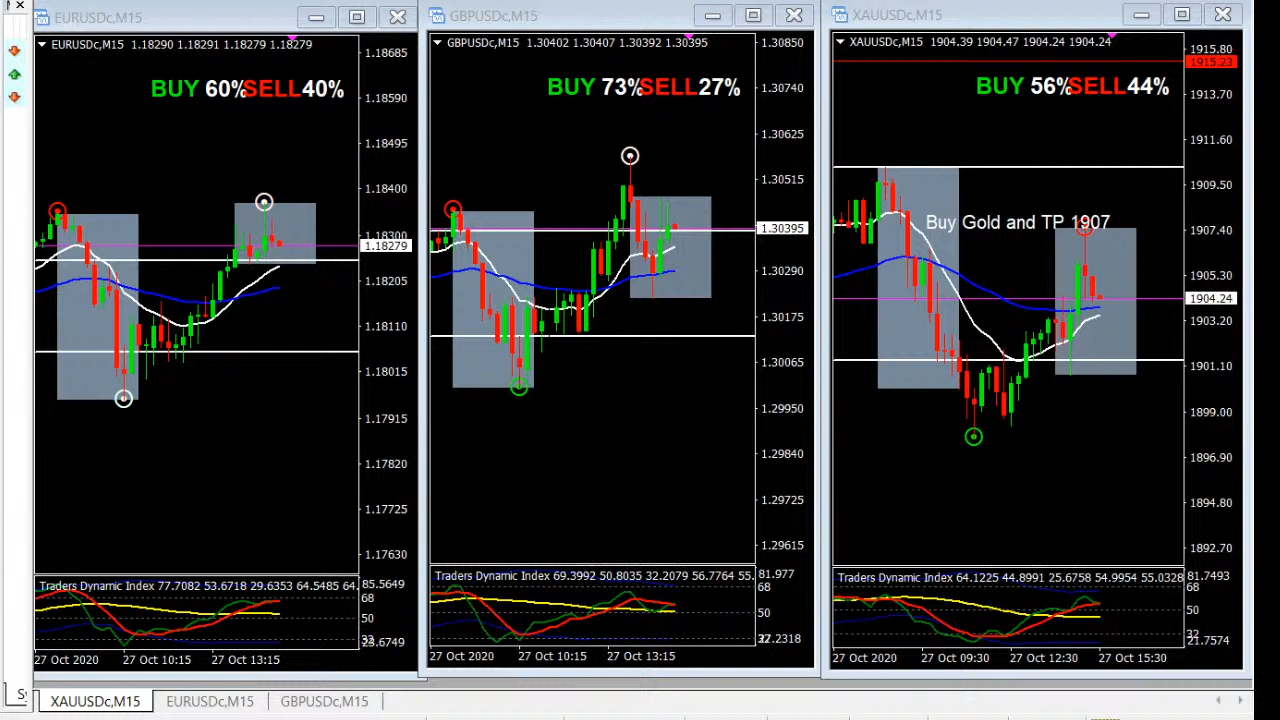 EURUSDc,M15
EURUSDc,M15 1.18290 1.18291 1.18279 1.18279
BUY 60%SELL40%
1.18685
1.18590
1.18495
1.18400
1.18300
1.18279
1.18205
1.18110
1.18015
1.17915
1.17820
1.17725
1.17630
Traders Dynamic Index 77.7082 53.6718 29.6353 64.5485 64.
85.5649
68
50
32
23.6749
27 Oct 2020
27 Oct 10:15
27 Oct 13:15
GBPUSDc,M15
GBPUSDc,M15 1.30402 1.30407 1.30392 1.30395
BUY 73%SELL27%
1.30850
1.30740
1.30625
1.30515
1.30395
1.30290
1.30175
1.30065
1.29950
1.29840
1.29725
1.29615
Traders Dynamic Index 69.3992 50.8035 32.2079 56.7764 55.
81.977
68
50
27 Oct 2020
27 Oct 10:15
27 Oct 13:15
XAUUSDc,M15
XAUUSDc,M15 1904.39 1904.47 1904.24 1904.24
BUY 56%SELL44%
Buy Gold and TP 1907
1915.80
1915.23
1913.70
1911.60
1909.50
1907.40
1905.30
1904.24
1903.20
1901.10
1899.00
1896.90
1894.80
1892.70
Traders Dynamic Index 64.1225 44.8991 25.6758 54.9954 55.0328
81.7493
68
50
32
21.7574
27 Oct 2020
27 Oct 09:30
27 Oct 12:30
27 Oct 15:30
XAUUSDc,M15
EURUSDc,M15
GBPUSDc,M15